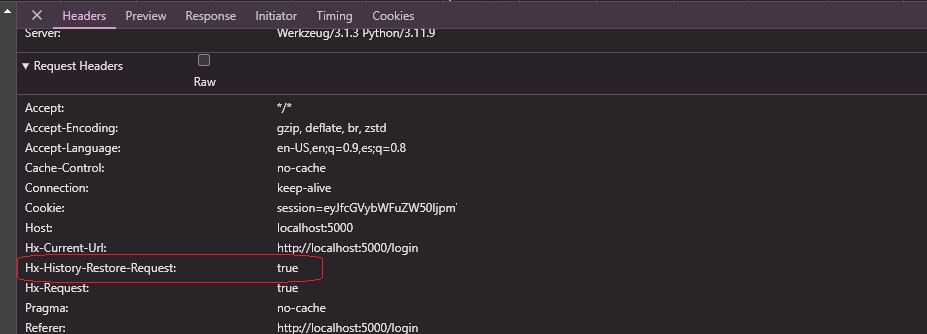 Headers Preview Response Initiator Timing Cookies
Server: Werkzeug/3.1.3 Python/3.11.9
Request Headers
Raw
Accept: */*
Accept-Encoding: gzip, deflate, br, zstd
Accept-Language: en-US,en;q=0.9,es;q=0.8
Cache-Control: no-cache
Connection: keep-alive
Cookie: session=eyJfcGVybWFuZW50Ijpm
Host: localhost:5000
Hx-Current-Url: http://localhost:5000/login
Hx-History-Restore-Request: true
Hx-Request: true
Pragma: no-cache
Referer: http://localhost:5000/login